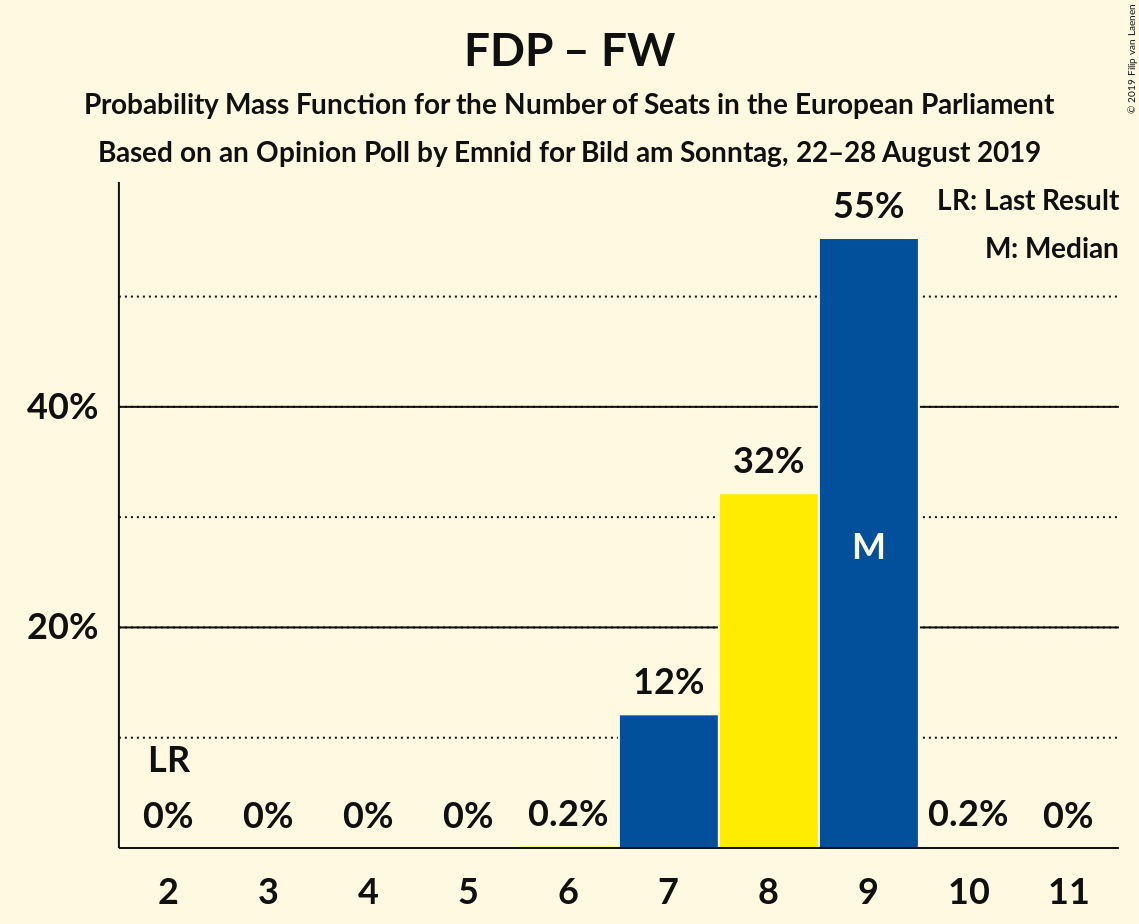 FDP – FW
Probability Mass Function for the Number of Seats in the European Parliament
Based on an Opinion Poll by Emnid for Bild am Sonntag, 22–28 August 2019
© 2019 Filip van Laenen
LR: Last Result
M: Median
55%
40%
32%
M
20%
12%
LR
0% 0% 0% 0% 0.2% 0.2% 0%
2 3 4 5 6 7 8 9 10 11